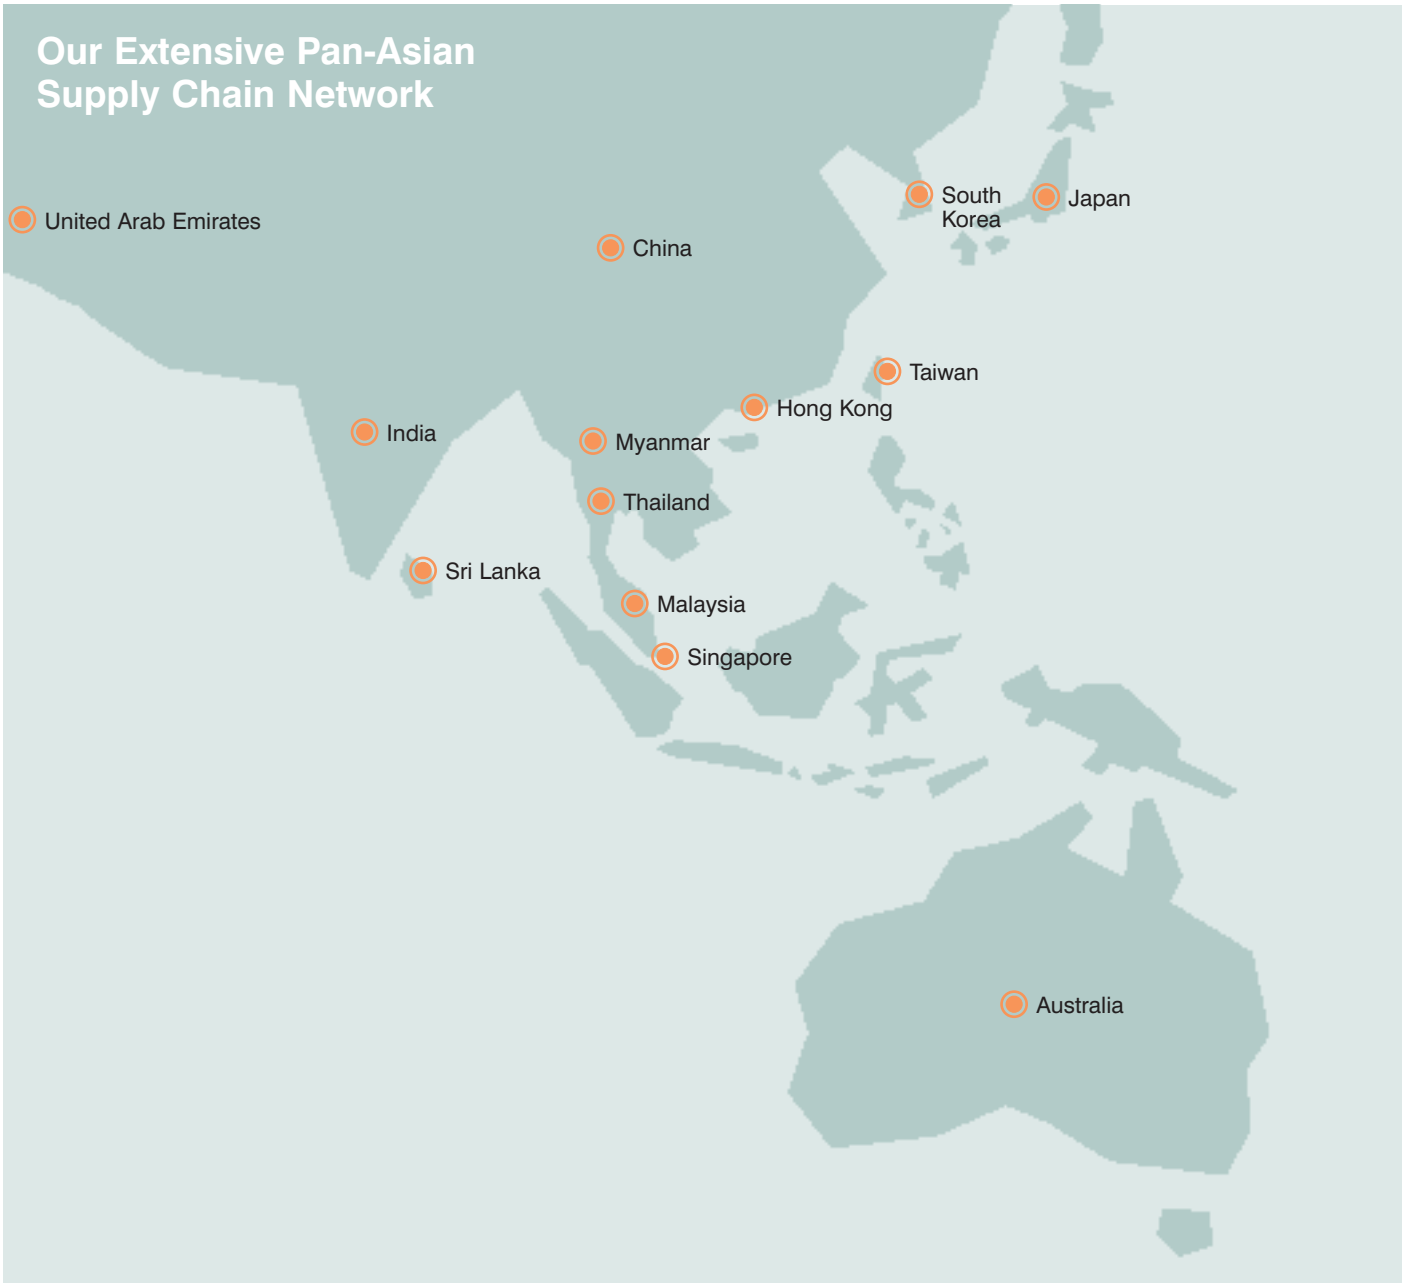 Our Extensive Pan-Asian
Supply Chain Network
South
Korea
Japan
United Arab Emirates
China
Taiwan
Hong Kong
India
Myanmar
Thailand
Sri Lanka
Malaysia
Singapore
Australia